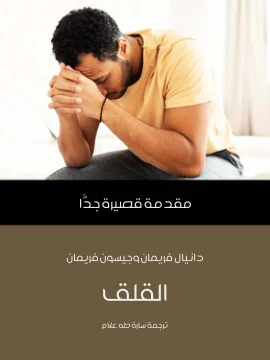 مقدمة قصيرة جدًّا
دانيال فريمان وجيسون فريمان
القلق
ترجمة سارة طه علام